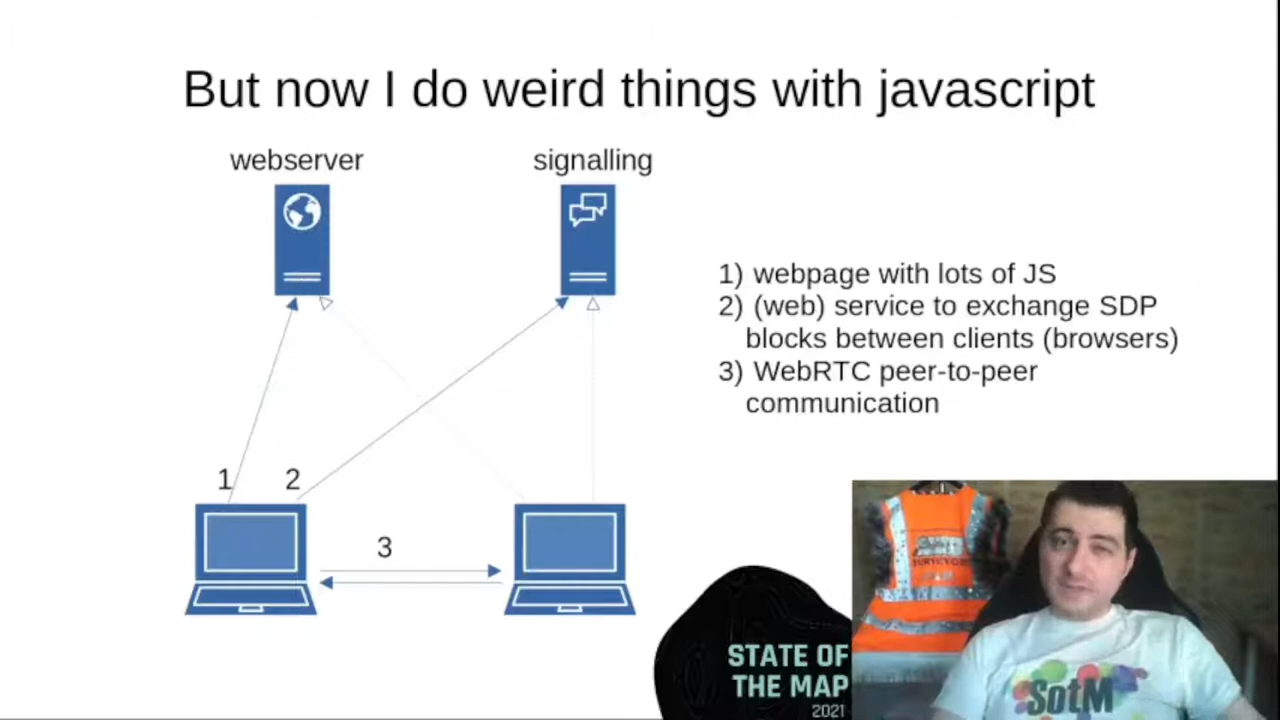 But now I do weird things with javascript
webserver
signalling
1) webpage with lots of JS
2) (web) service to exchange SDP
blocks between clients (browsers)
3) WebRTC peer-to-peer
communication
1
2
3
STATE OF
THE MAP
2021
SotM